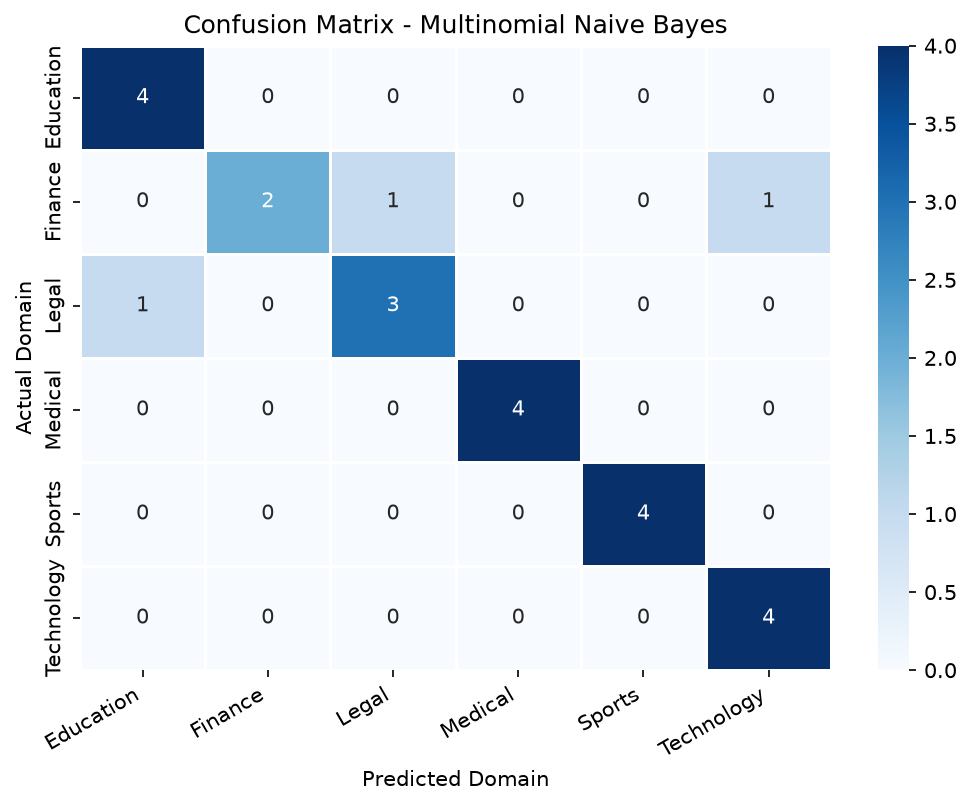 Confusion Matrix - Multinomial Naive Bayes
Actual Domain
Education 4 0 0 0 0 0
Finance 0 2 1 0 0 1
Legal 1 0 3 0 0 0
Medical 0 0 0 4 0 0
Sports 0 0 0 0 4 0
Technology 0 0 0 0 0 4
Education Finance Legal Medical Sports Technology
Predicted Domain
4.0
3.5
3.0
2.5
2.0
1.5
1.0
0.5
0.0